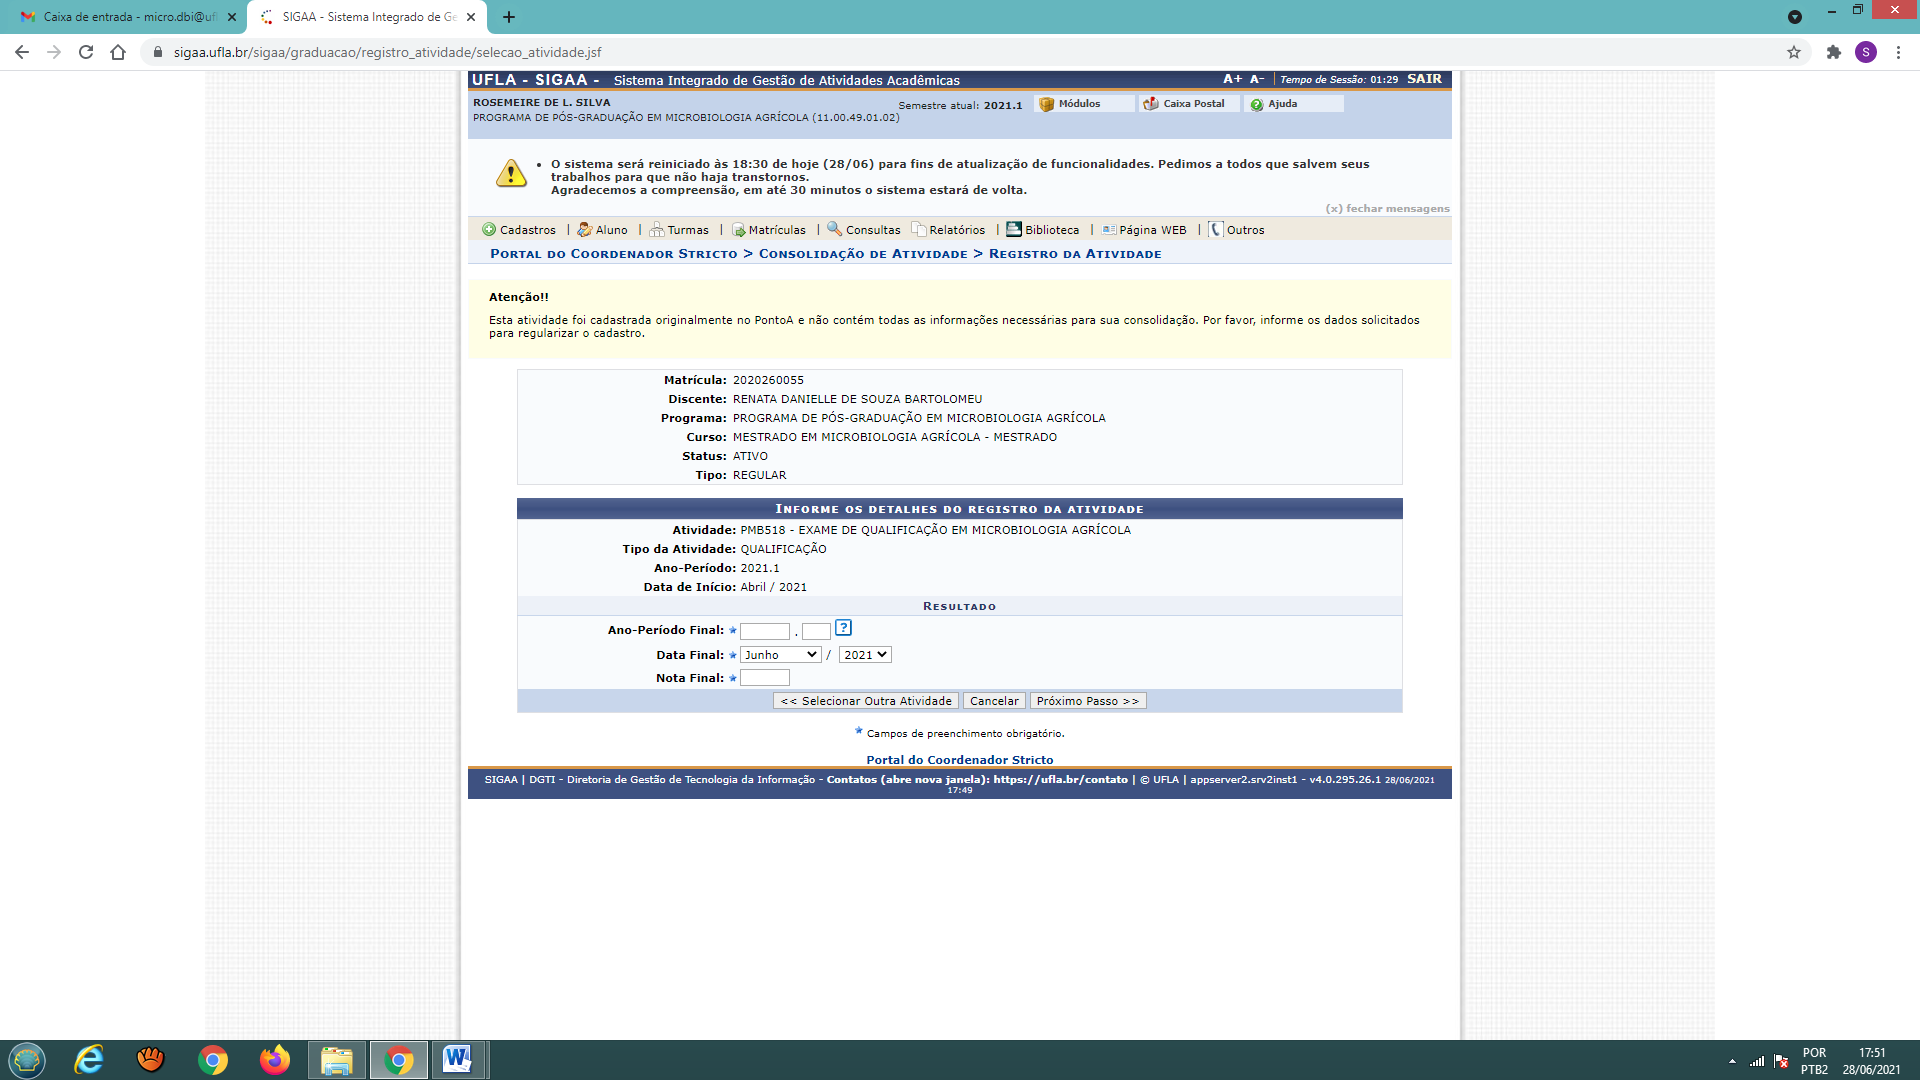 Caixa de entrada - micro.dbi@ufl
SIGAA - Sistema Integrado de Ge
sigaa.ufla.br/sigaa/graduacao/registro_atividade/selecao_atividade.jsf
S
UFLA - SIGAA - Sistema Integrado de Gestão de Atividades Acadêmicas
A+ A- Tempo de Sessão: 01:29 SAIR
ROSEMEIRE DE L. SILVA
PROGRAMA DE PÓS-GRADUAÇÃO EM MICROBIOLOGIA AGRÍCOLA (11.00.49.01.02)
Semestre atual: 2021.1
Módulos
Caixa Postal
Ajuda
• O sistema será reiniciado às 18:30 de hoje (28/06) para fins de atualização de funcionalidades. Pedimos a todos que salvem seus
trabalhos para que não haja transtornos.
Agradecemos a compreensão, em até 30 minutos o sistema estará de volta.
(x) fechar mensagens
Cadastros | Aluno | Turmas | Matrículas | Consultas Relatórios | Biblioteca | Página WEB | Outros
Portal do Coordenador Stricto > Consolidação de Atividade > Registro da Atividade
Atenção!!
Esta atividade foi cadastrada originalmente no PontoA e não contém todas as informações necessárias para sua consolidação. Por favor, informe os dados solicitados
para regularizar o cadastro.
Matrícula: 2020260055
Discente: RENATA DANIELLE DE SOUZA BARTOLOMEU
Programa: PROGRAMA DE PÓS-GRADUAÇÃO EM MICROBIOLOGIA AGRÍCOLA
Curso: MESTRADO EM MICROBIOLOGIA AGRÍCOLA - MESTRADO
Status: ATIVO
Tipo: REGULAR
Informe os detalhes do registro da atividade
Atividade: PMB518 - EXAME DE QUALIFICAÇÃO EM MICROBIOLOGIA AGRÍCOLA
Tipo da Atividade: QUALIFICAÇÃO
Ano-Período: 2021.1
Data de Início: Abril / 2021
Resultado
Ano-Período Final: . ?
Data Final: Junho / 2021
Nota Final:
<< Selecionar Outra Atividade Cancelar Próximo Passo >>
Campos de preenchimento obrigatório.
Portal do Coordenador Stricto
SIGAA | DGTI - Diretoria de Gestão de Tecnologia da Informação - Contatos (abre nova janela): https://ufla.br/contato | © UFLA | appserver2.srv2inst1 - v4.0.295.26.1 28/06/2021
17:49
POR
PTB2
17:51
28/06/2021